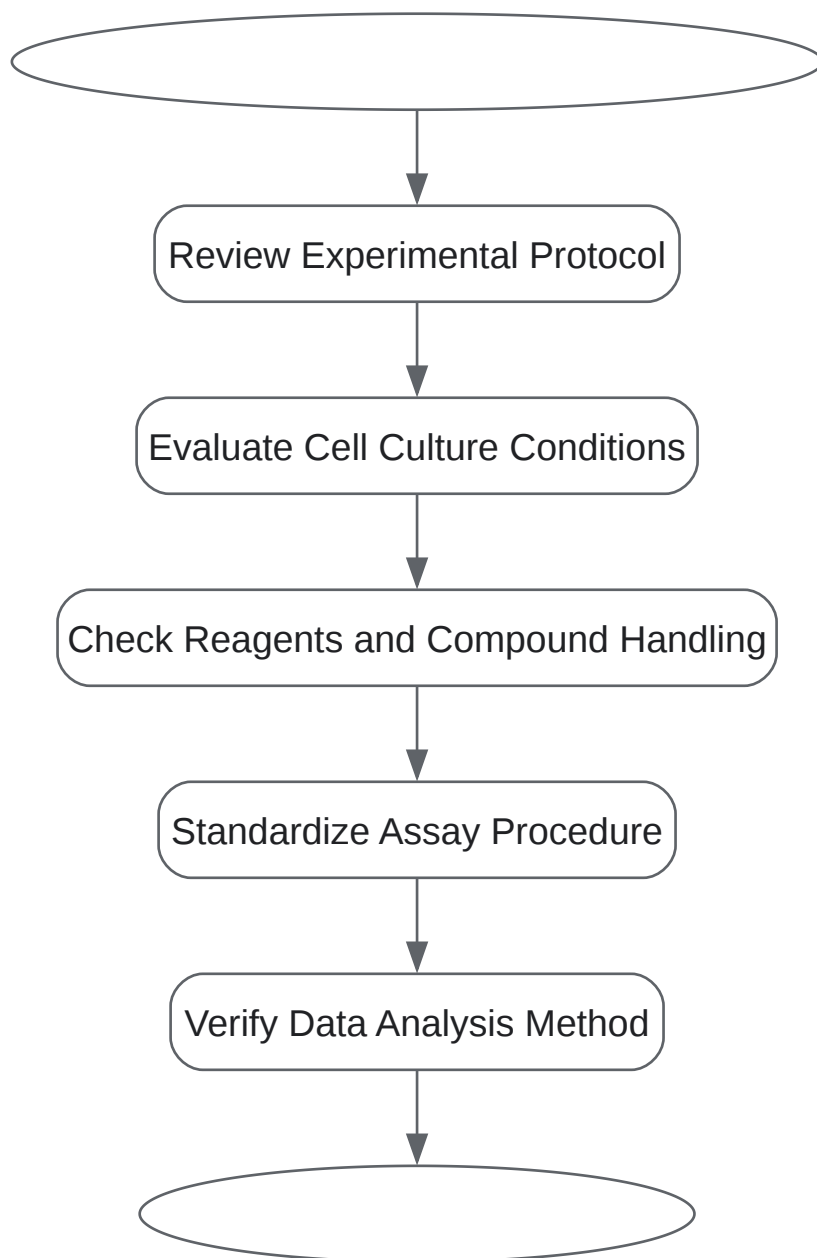 Review Experimental Protocol
Evaluate Cell Culture Conditions
Check Reagents and Compound Handling
Standardize Assay Procedure
Verify Data Analysis Method